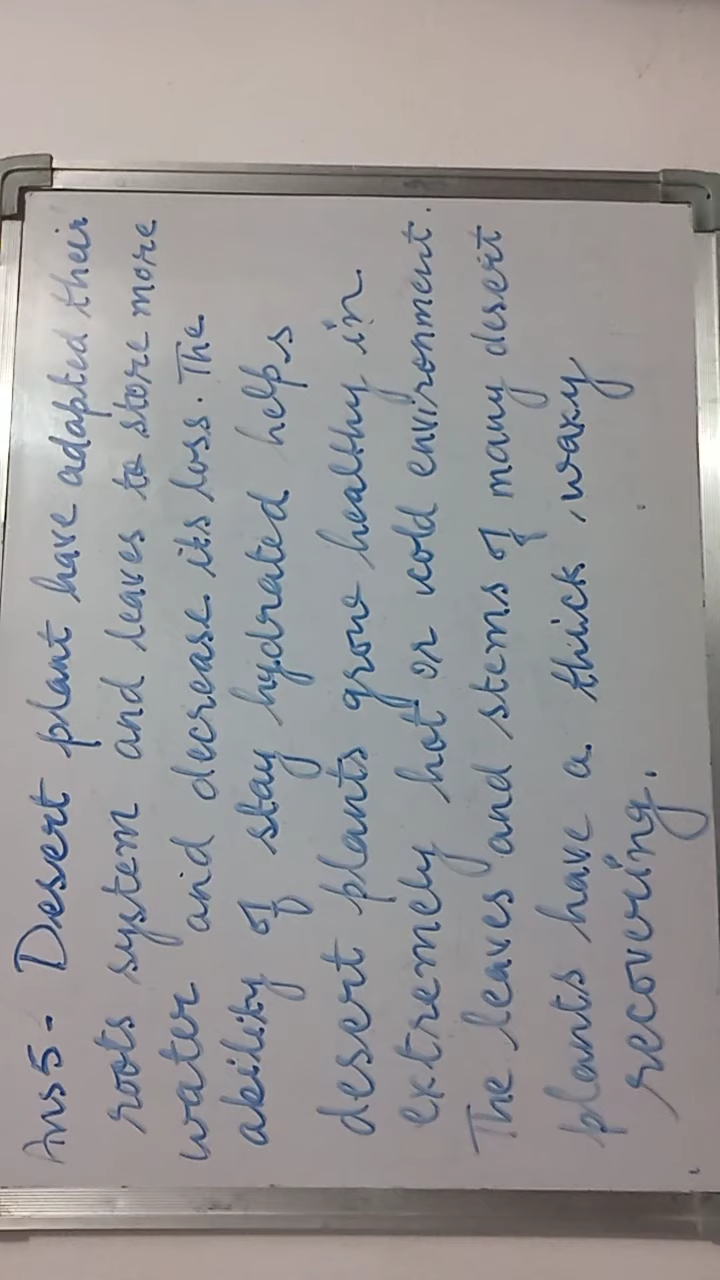 Ans 5- Desert plant have adapted their
roots system and leaves to store more
water and decrease its loss. The
ability of stay hydrated helps
desert plants grow healthy in
extremely hot or cold environment.
The leaves and stems of many desert
plants have a thick, waxy
recovering.